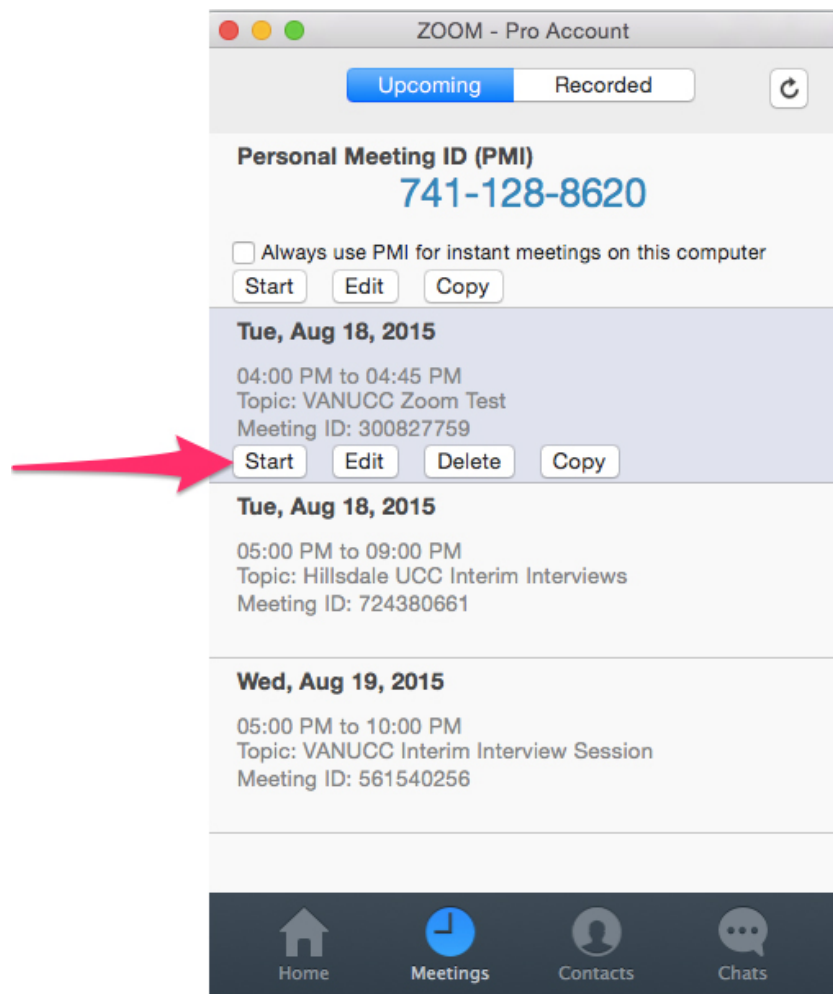 ZOOM - Pro Account
Upcoming Recorded
Personal Meeting ID (PMI)
741-128-8620
Always use PMI for instant meetings on this computer
Start Edit Copy
Tue, Aug 18, 2015
04:00 PM to 04:45 PM
Topic: VANUCC Zoom Test
Meeting ID: 300827759
Start Edit Delete Copy
Tue, Aug 18, 2015
05:00 PM to 09:00 PM
Topic: Hillsdale UCC Interim Interviews
Meeting ID: 724380661
Wed, Aug 19, 2015
05:00 PM to 10:00 PM
Topic: VANUCC Interim Interview Session
Meeting ID: 561540256
Home Meetings Contacts Chats